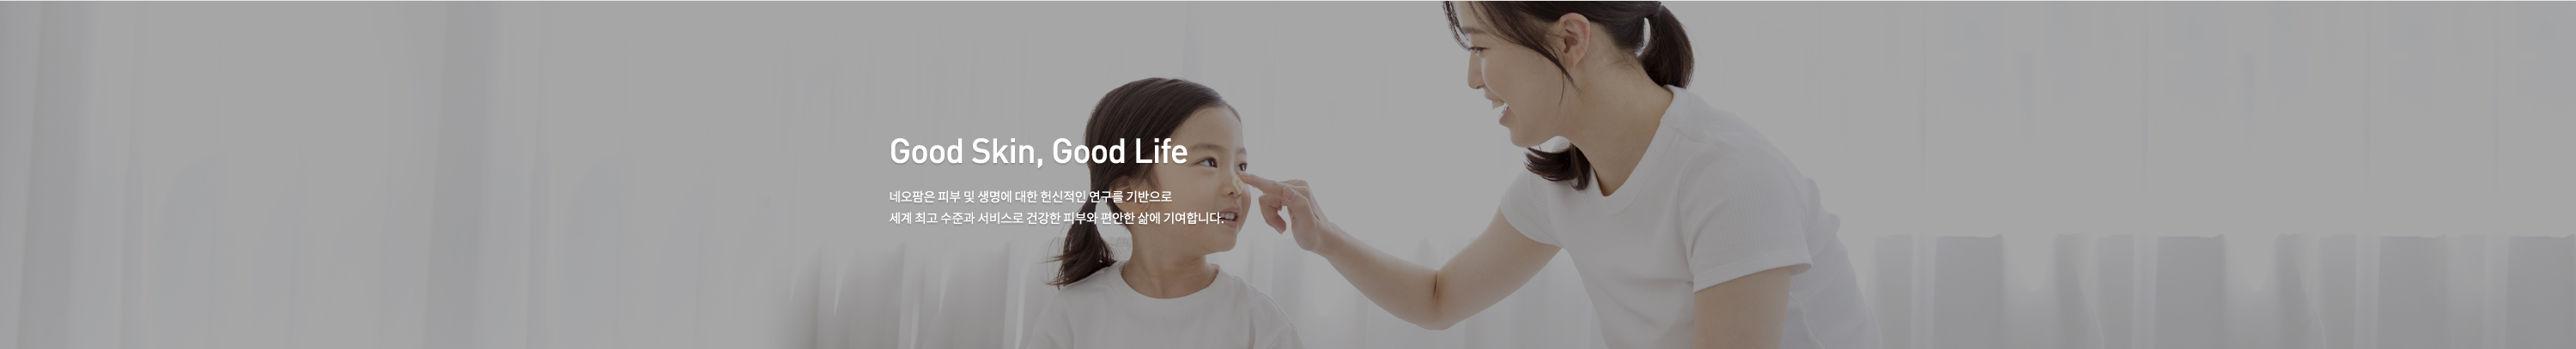 Good Skin, Good Life
네오팜은 피부 및 생명에 대한 헌신적인 연구를 기반으로
세계 최고 수준과 서비스로 건강한 피부와 편안한 삶에 기여합니다.